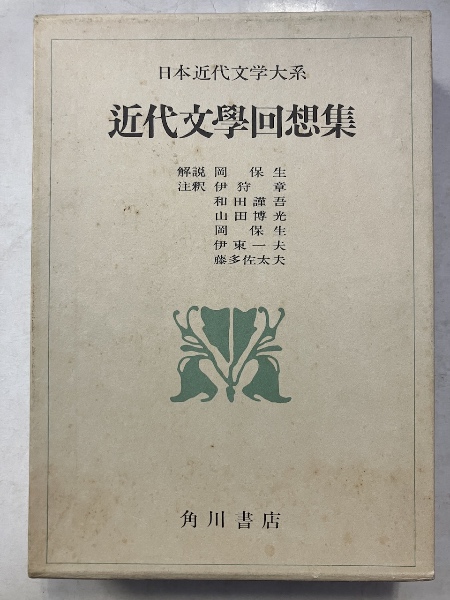 日本近代文学大系
近代文學回想集
解説 岡 保生
注釈 伊狩 章
和田謹吾
山田博光
岡 保生
伊東一夫
藤多佐太夫
角川書店